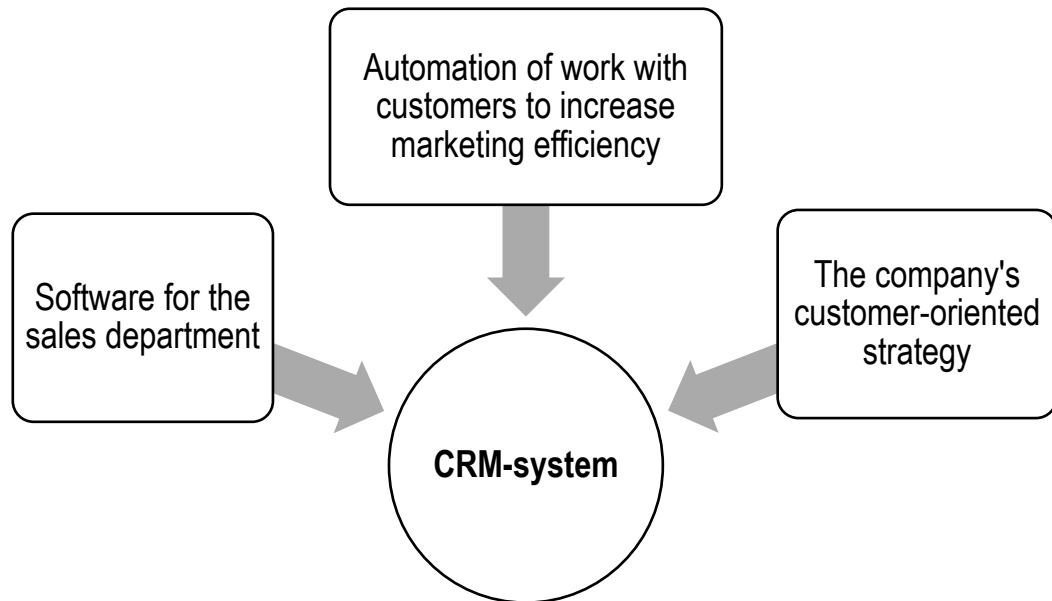 Automation of work with
customers to increase
marketing efficiency
Software for the
sales department
The company's
customer-oriented
strategy
CRM-system